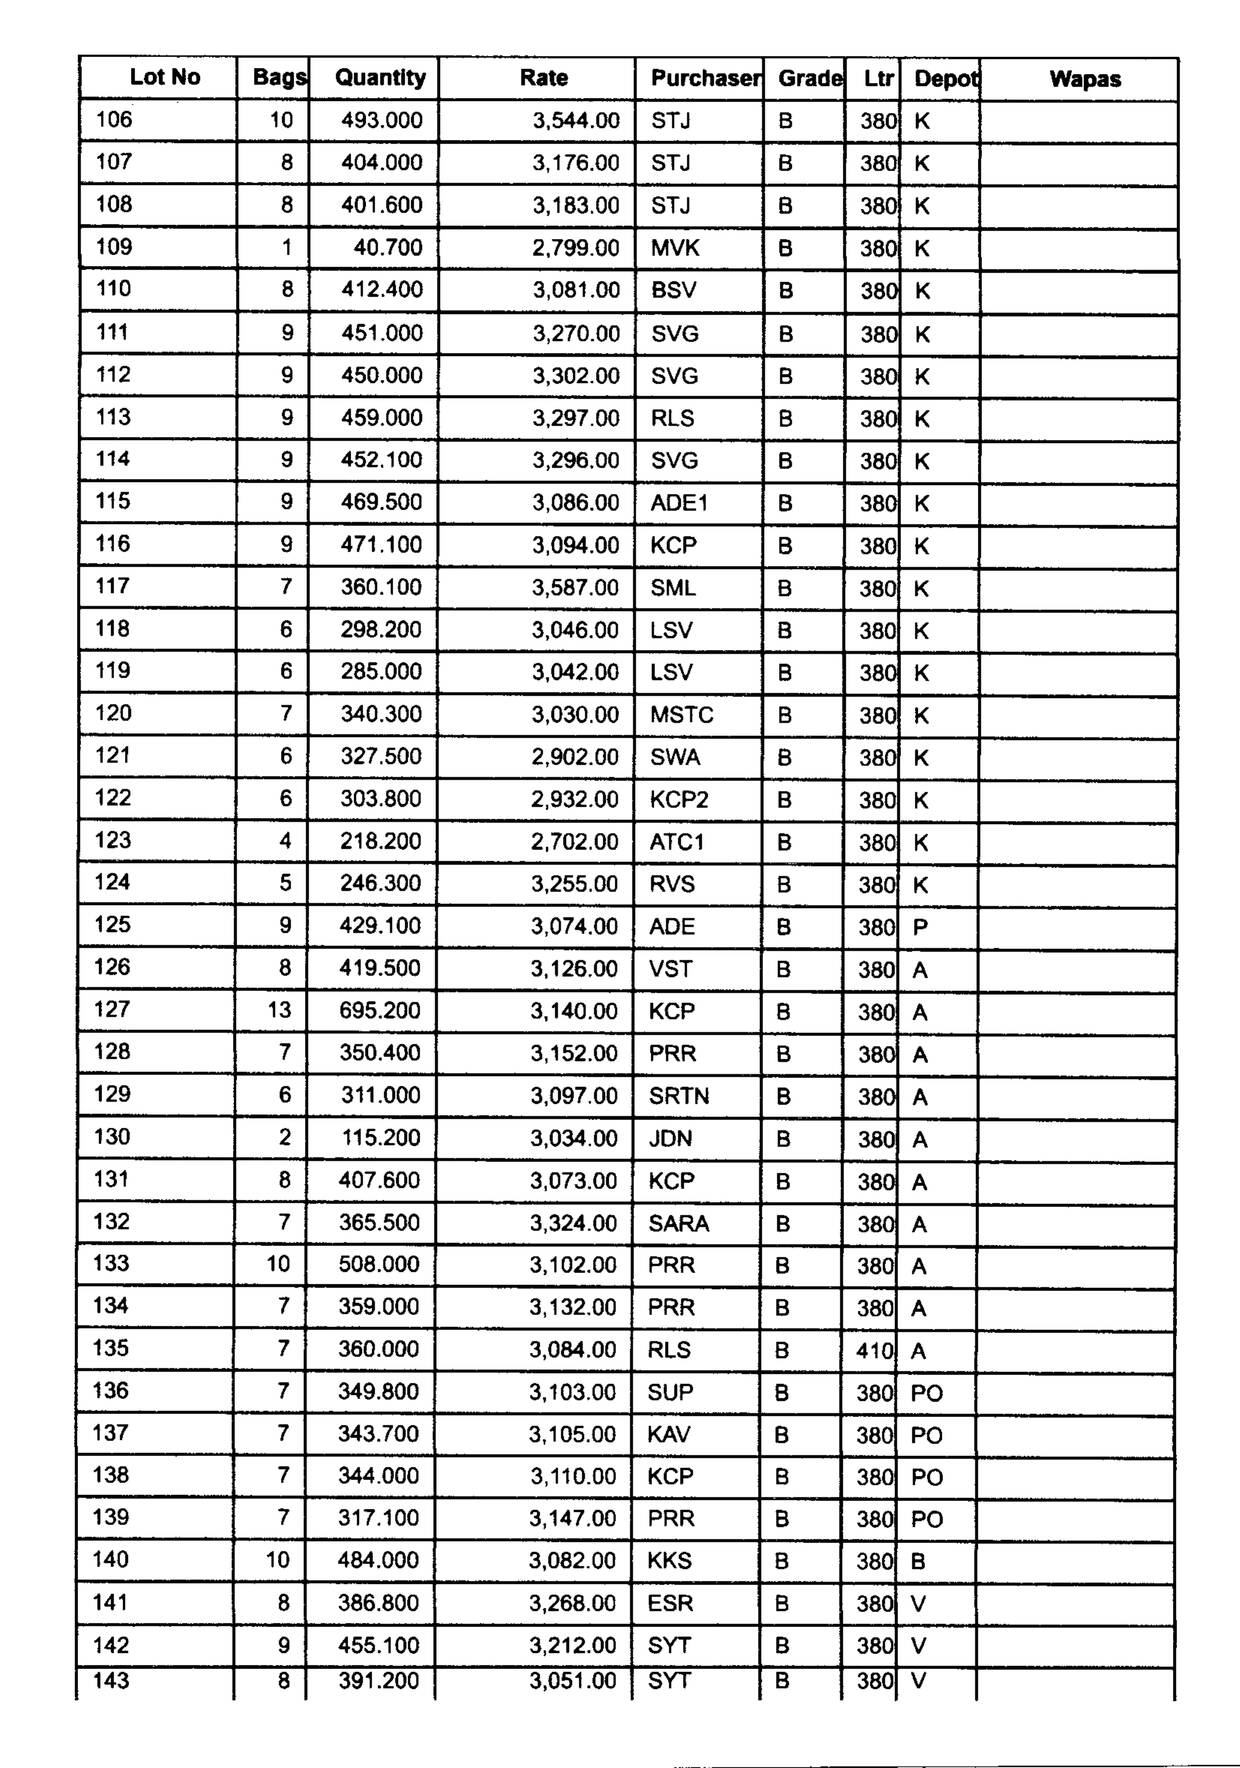 Lot No Bags Quantity Rate Purchaser Grade Ltr Depot Wapas
106 10 493.000 3,544.00 STJ B 380 K
107 8 404.000 3,176.00 STJ B 380 K
108 8 401.600 3,183.00 STJ B 380 K
109 1 40.700 2,799.00 MVK B 380 K
110 8 412.400 3,081.00 BSV B 380 K
111 9 451.000 3,270.00 SVG B 380 K
112 9 450.000 3,302.00 SVG B 380 K
113 9 459.000 3,297.00 RLS B 380 K
114 9 452.100 3,296.00 SVG B 380 K
115 9 469.500 3,086.00 ADE1 B 380 K
116 9 471.100 3,094.00 KCP B 380 K
117 7 360.100 3,587.00 SML B 380 K
118 6 298.200 3,046.00 LSV B 380 K
119 6 285.000 3,042.00 LSV B 380 K
120 7 340.300 3,030.00 MSTC B 380 K
121 6 327.500 2,902.00 SWA B 380 K
122 6 303.800 2,932.00 KCP2 B 380 K
123 4 218.200 2,702.00 ATC1 B 380 K
124 5 246.300 3,255.00 RVS B 380 K
125 9 429.100 3,074.00 ADE B 380 P
126 8 419.500 3,126.00 VST B 380 A
127 13 695.200 3,140.00 KCP B 380 A
128 7 350.400 3,152.00 PRR B 380 A
129 6 311.000 3,097.00 SRTN B 380 A
130 2 115.200 3,034.00 JDN B 380 A
131 8 407.600 3,073.00 KCP B 380 A
132 7 365.500 3,324.00 SARA B 380 A
133 10 508.000 3,102.00 PRR B 380 A
134 7 359.000 3,132.00 PRR B 380 A
135 7 360.000 3,084.00 RLS B 410 A
136 7 349.800 3,103.00 SUP B 380 PO
137 7 343.700 3,105.00 KAV B 380 PO
138 7 344.000 3,110.00 KCP B 380 PO
139 7 317.100 3,147.00 PRR B 380 PO
140 10 484.000 3,082.00 KKS B 380 B
141 8 386.800 3,268.00 ESR B 380 V
142 9 455.100 3,212.00 SYT B 380 V
143 8 391.200 3,051.00 SYT B 380 V